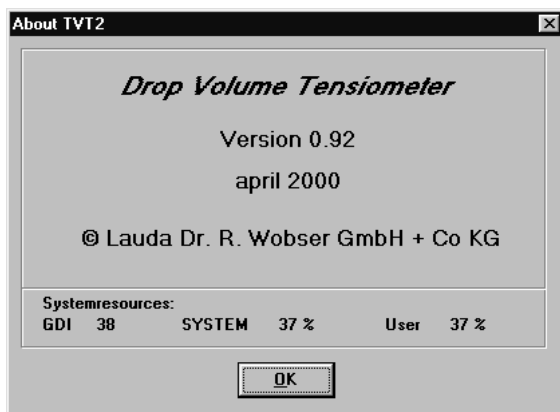 About TVT2
Drop Volume Tensiometer
Version 0.92
april 2000
© Lauda Dr. R. Wobser GmbH + Co KG
Systemresources:
GDI 38 SYSTEM 37 % User 37 %
OK